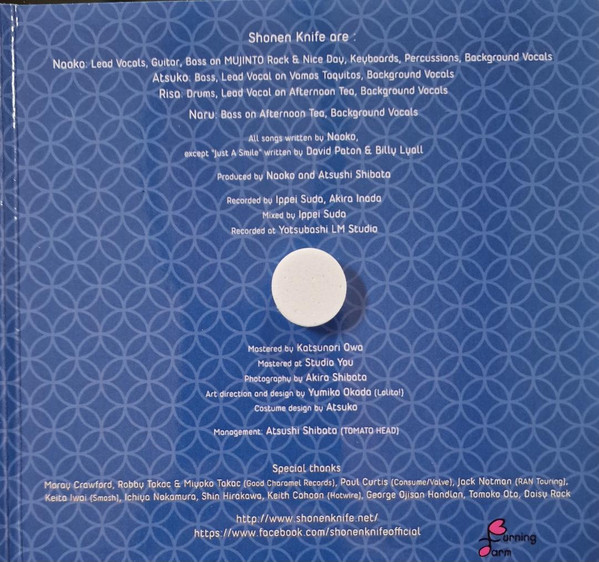 Shonen Knife are :
Naoko: Lead Vocals, Guitar, Bass on MUJINTO Rock & Nice Day, Keyboards, Percussions, Background Vocals
Atsuko: Bass, Lead Vocal on Vamos Taquitos, Background Vocals
Risa: Drums, Lead Vocal on Afternoon Tea, Background Vocals
Naru: Bass on Afternoon Tea, Background Vocals
All songs written by Naoko,
except "Just A Smile" written by David Paton & Billy Lyall
Produced by Naoko and Atsushi Shibata
Recorded by Ippei Suda, Akira Inada
Mixed by Ippei Suda
Recorded at Yotsubashi LM Studio
Mastered by Katsunori Owa
Mastered at Studio You
Photography by Akira Shibata
Art direction and design by Yumiko Okada (Lolita!)
Costume design by Atsuko
Management: Atsushi Shibata (TOMATO HEAD)
Special thanks
Maray Crawford, Robby Takac & Miyoko Takac (Good Charamel Records), Paul Curtis (Consume/Valve), Jack Notman (RAN Touring),
Keita Iwai (Smash), Ichiya Nakamura, Shin Hirakawa, Keith Cahoon (Hotwire), George Ojisan Handlon, Tomoko Ota, Daisy Rock
http://www.shonenknife.net/
https://www.facebook.com/shonenknifeofficial
Burning
Farm